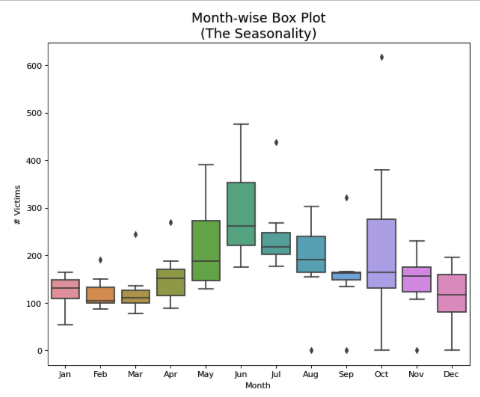 Month-wise Box Plot
(The Seasonality)
600
500
400
300
200
100
0
# Victims
Jan Feb Mar Apr May Jun Jul Aug Sep Oct Nov Dec
Month